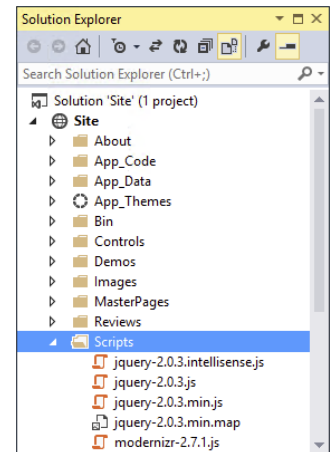 Solution Explorer
Search Solution Explorer (Ctrl+;)
Solution 'Site' (1 project)
Site
About
App_Code
App_Data
App_Themes
Bin
Controls
Demos
Images
MasterPages
Reviews
Scripts
jquery-2.0.3.intellisense.js
jquery-2.0.3.js
jquery-2.0.3.min.js
jquery-2.0.3.min.map
modernizr-2.7.1.js